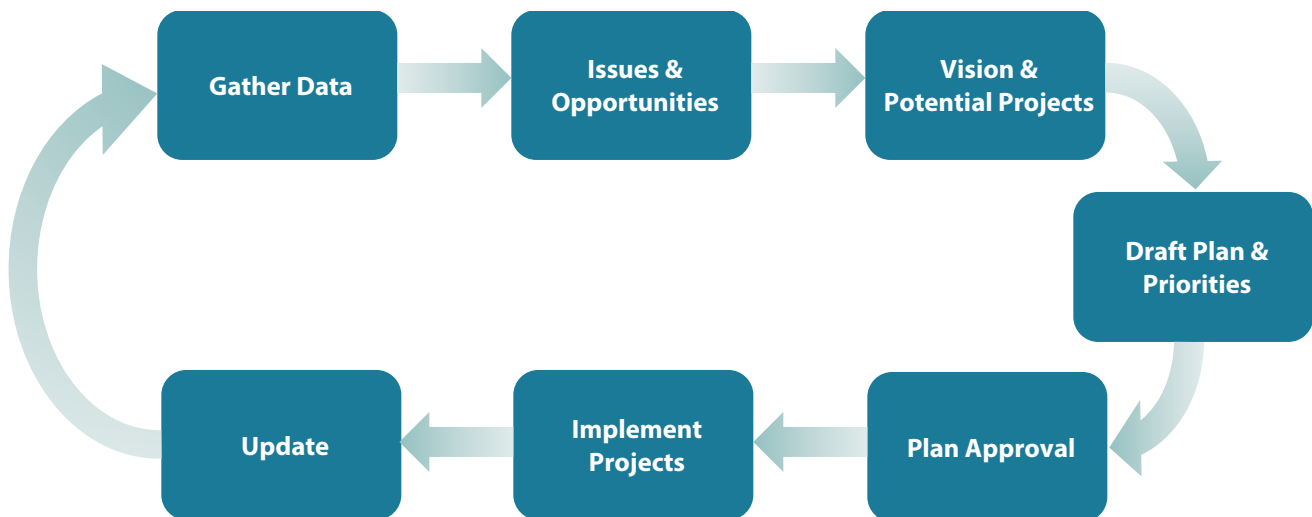 Gather Data
Issues &
Opportunities
Vision &
Potential Projects
Draft Plan &
Priorities
Plan Approval
Implement
Projects
Update